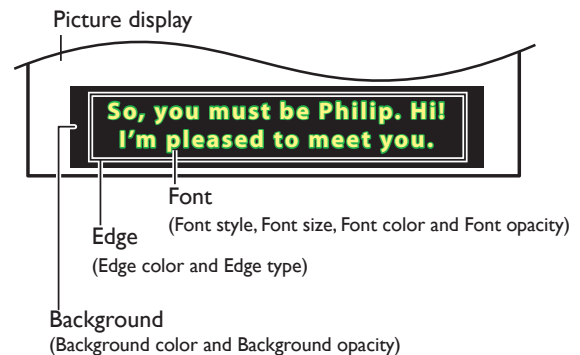 Picture display
So, you must be Philip. Hi!
I'm pleased to meet you.
Font
(Font style, Font size, Font color and Font opacity)
Edge
(Edge color and Edge type)
Background
(Background color and Background opacity)